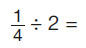 1/4 ÷ 2 =